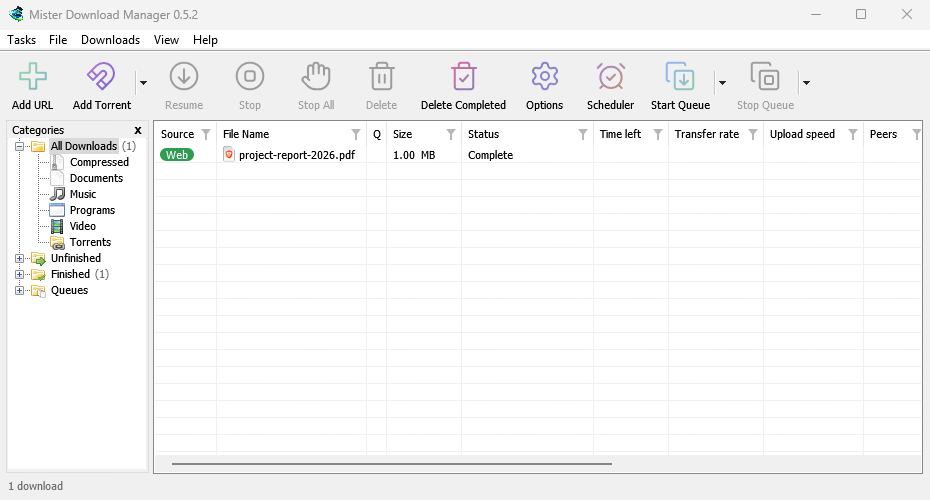 Mister Download Manager 0.5.2
Tasks File Downloads View Help
Add URL Add Torrent Resume Stop Stop All Delete Delete Completed Options Scheduler Start Queue Stop Queue
Categories x
All Downloads (1)
Compressed
Documents
Music
Programs
Video
Torrents
Unfinished
Finished (1)
Queues
Source File Name Q Size Status Time left Transfer rate Upload speed Peers
Web project-report-2026.pdf 1.00 MB Complete
1 download